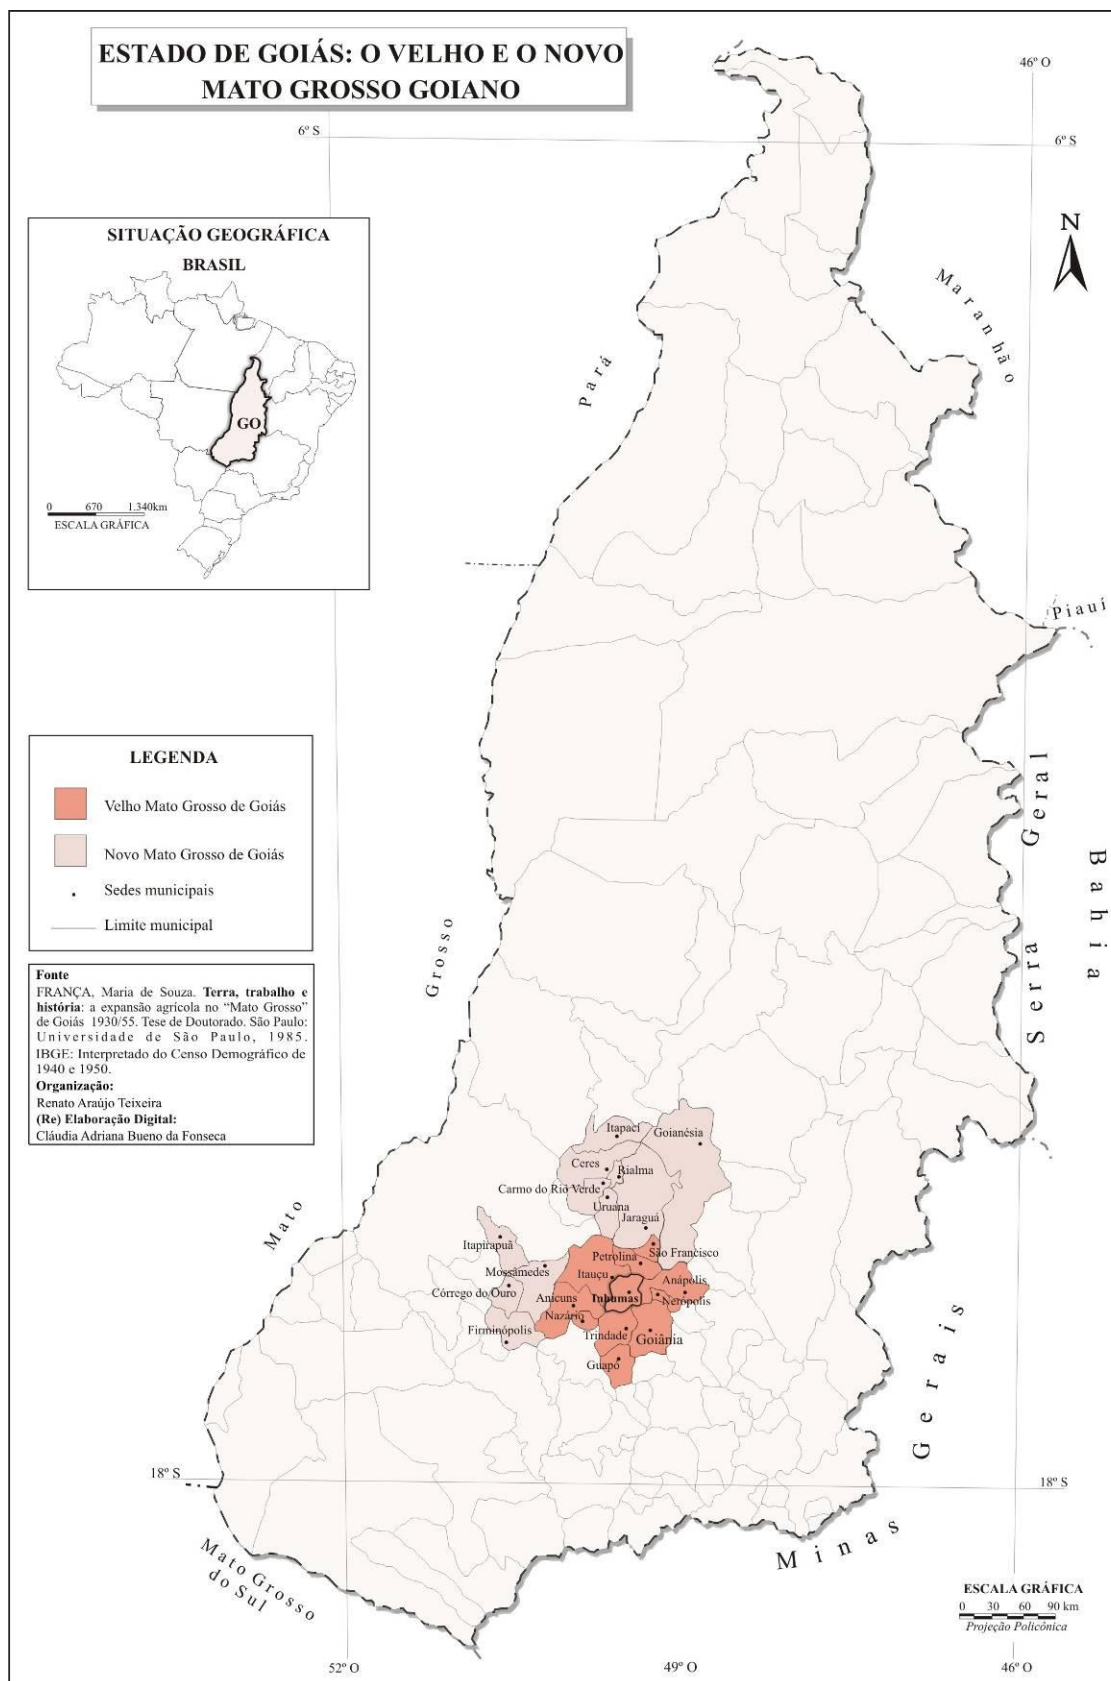 ESTADO DE GOIÁS: O VELHO E O NOVO
MATO GROSSO GOIANO
46º O
6º S
6º S
N
SITUAÇÃO GEOGRÁFICA
BRASIL
GO
0 670 1.340km
ESCALA GRÁFICA
Maranhão
Pará
Piauí
LEGENDA
Velho Mato Grosso de Goiás
Novo Mato Grosso de Goiás
Sedes municipais
Limite municipal
Serra Geral
Bahia
Grosso
Mato
Fonte
FRANÇA, Maria de Souza. Terra, trabalho e
história: a expansão agrícola no “Mato Grosso”
de Goiás 1930/55. Tese de Doutorado. São Paulo:
Universidade de São Paulo, 1985.
IBGE: Interpretado do Censo Demográfico de
1940 e 1950.
Organização:
Renato Araújo Teixeira
(Re) Elaboração Digital:
Cláudia Adriana Bueno da Fonseca
Itapaci
Goianésia
Ceres
Rialma
Carmo do Rio Verde
Uruana
Jaraguá
Itapirapuã
São Francisco
Petrolina
Mossâmedes
Itauçu
Anápolis
Córrego do Ouro
Anicuns
Inhumas
Nerópolis
Nazário
Firminópolis
Trindade
Goiânia
Guapó
18º S
18º S
Minas Gerais
Mato Grosso
do Sul
ESCALA GRÁFICA
0 30 60 90 km
Projeção Policônica
52º O
49º O
46º O